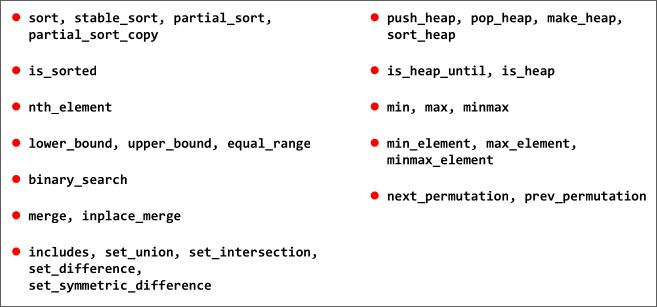 sort, stable_sort, partial_sort,
partial_sort_copy
is_sorted
nth_element
lower_bound, upper_bound, equal_range
binary_search
merge, inplace_merge
includes, set_union, set_intersection,
set_difference,
set_symmetric_difference
push_heap, pop_heap, make_heap,
sort_heap
is_heap_until, is_heap
min, max, minmax
min_element, max_element,
minmax_element
next_permutation, prev_permutation